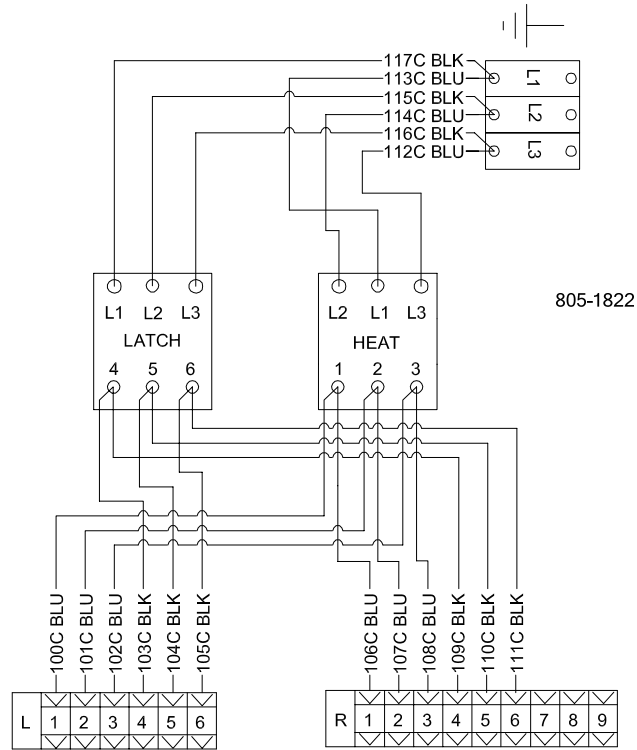 117C BLK
113C BLU
115C BLK
114C BLU
116C BLK
112C BLU
L1
L2
L3
805-1822
L1 L2 L3
LATCH
4 5 6
L2 L1 L3
HEAT
1 2 3
100C BLU
101C BLU
102C BLU
103C BLK
104C BLK
105C BLK
106C BLU
107C BLU
108C BLU
109C BLK
110C BLK
111C BLK
L 1 2 3 4 5 6
R 1 2 3 4 5 6 7 8 9